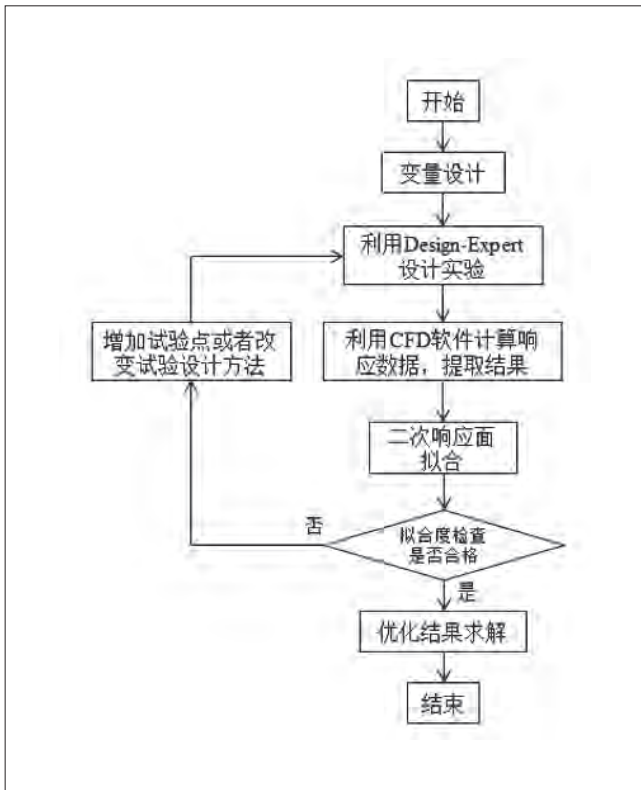 开始
变量设计
利用Design-Expert
设计实验
增加试验点或者改
变试验设计方法
利用CFD软件计算响
应数据，提取结果
二次响应面
拟合
否
拟合度检查
是否合格
是
优化结果求解
结束